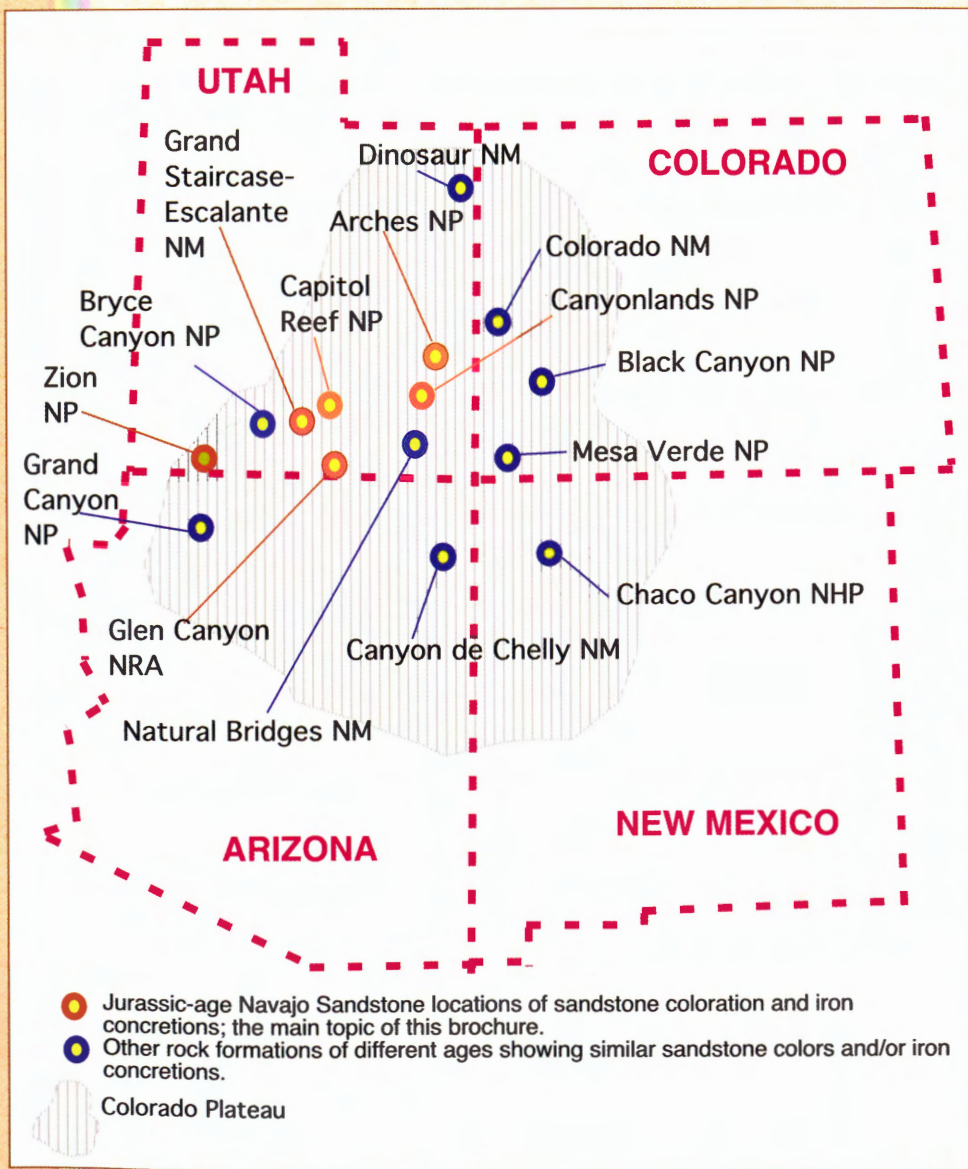 UTAH
COLORADO
Grand
Staircase-
Escalante
NM
Dinosaur NM
Arches NP
Colorado NM
Capitol
Reef NP
Canyonlands NP
Bryce
Canyon NP
Black Canyon NP
Zion
NP
Mesa Verde NP
Grand
Canyon
NP
Chaco Canyon NHP
Glen Canyon
NRA
Canyon de Chelly NM
Natural Bridges NM
ARIZONA
NEW MEXICO
Jurassic-age Navajo Sandstone locations of sandstone coloration and iron
concretions; the main topic of this brochure.
Other rock formations of different ages showing similar sandstone colors and/or iron
concretions.
Colorado Plateau